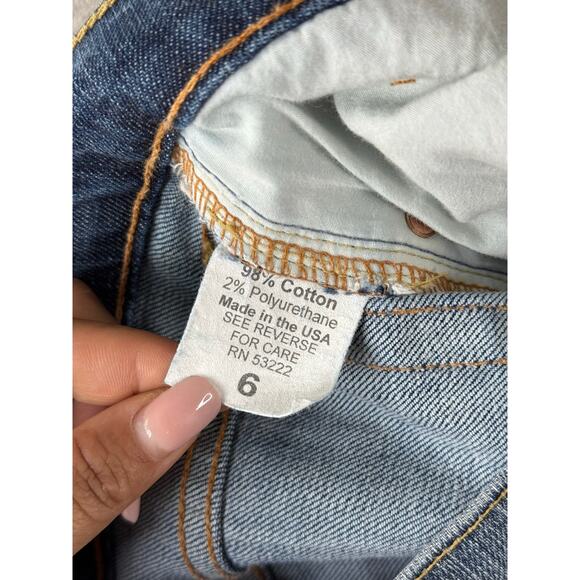 98% Cotton
2% Polyurethane
Made in the USA
SEE REVERSE
FOR CARE
RN 53222
6